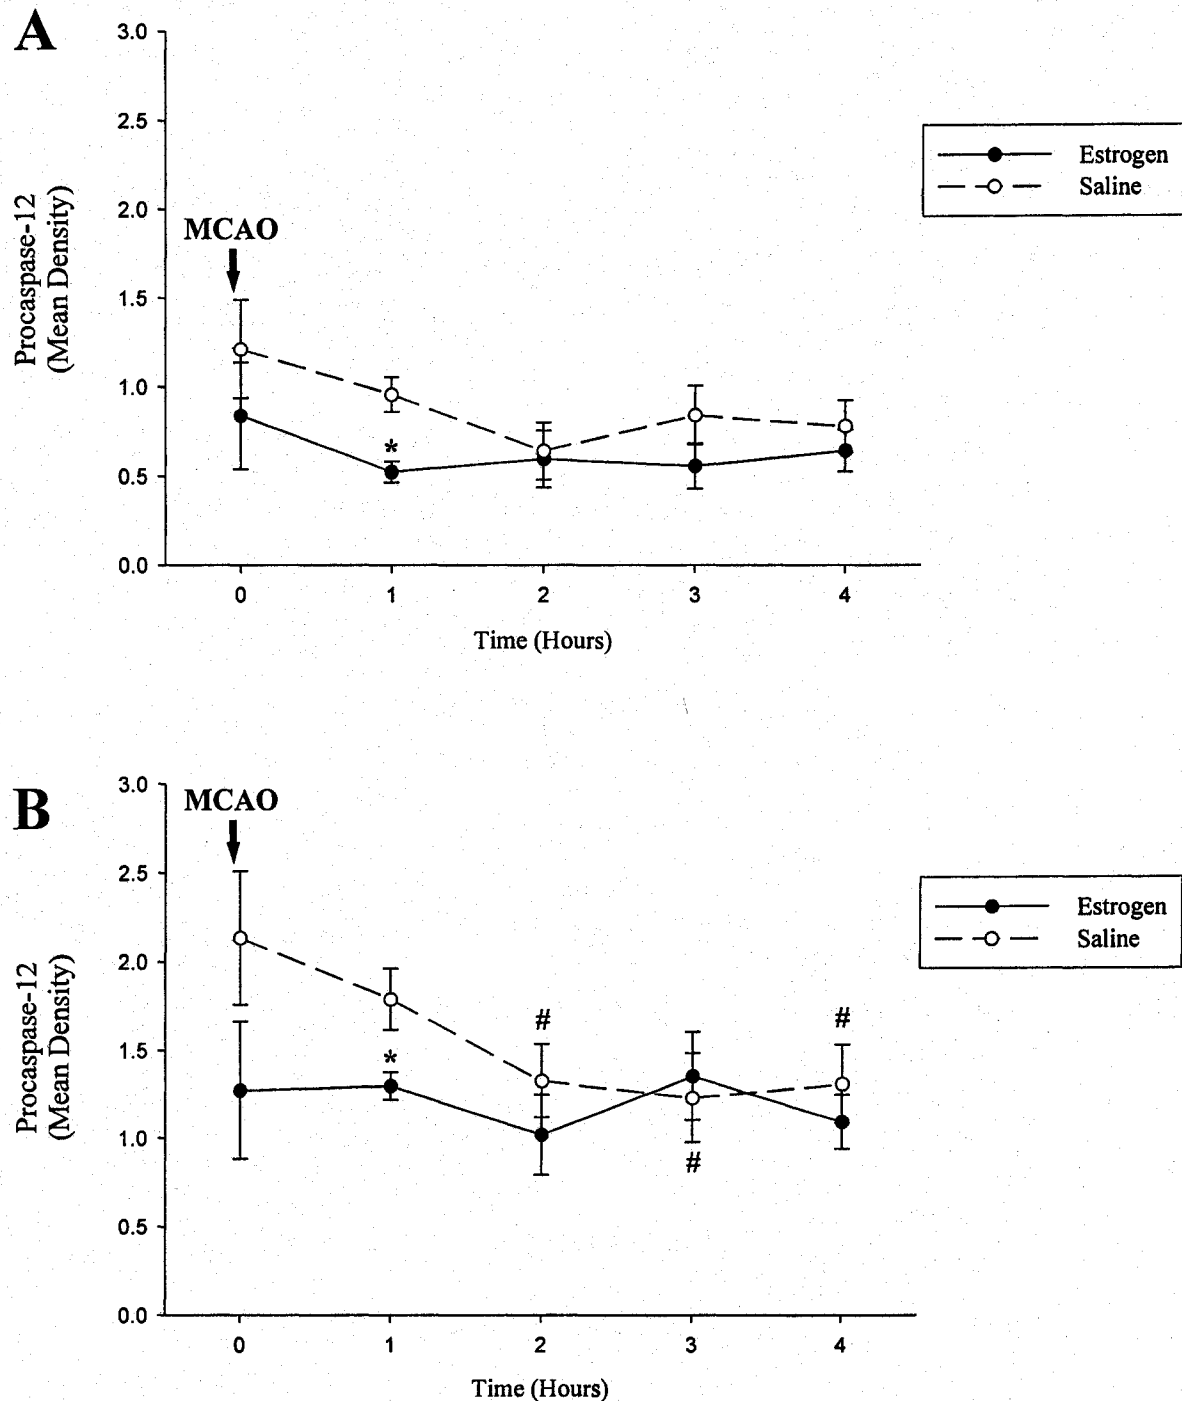 A
3.0
2.5
2.0
1.5
1.0
0.5
0.0
Procaspase-12
(Mean Density)
MCAO
*
Estrogen
Saline
0 1 2 3 4
Time (Hours)
B
3.0
2.5
2.0
1.5
1.0
0.5
0.0
Procaspase-12
(Mean Density)
MCAO
*
#
#
#
Estrogen
Saline
0 1 2 3 4
Time (Hours)